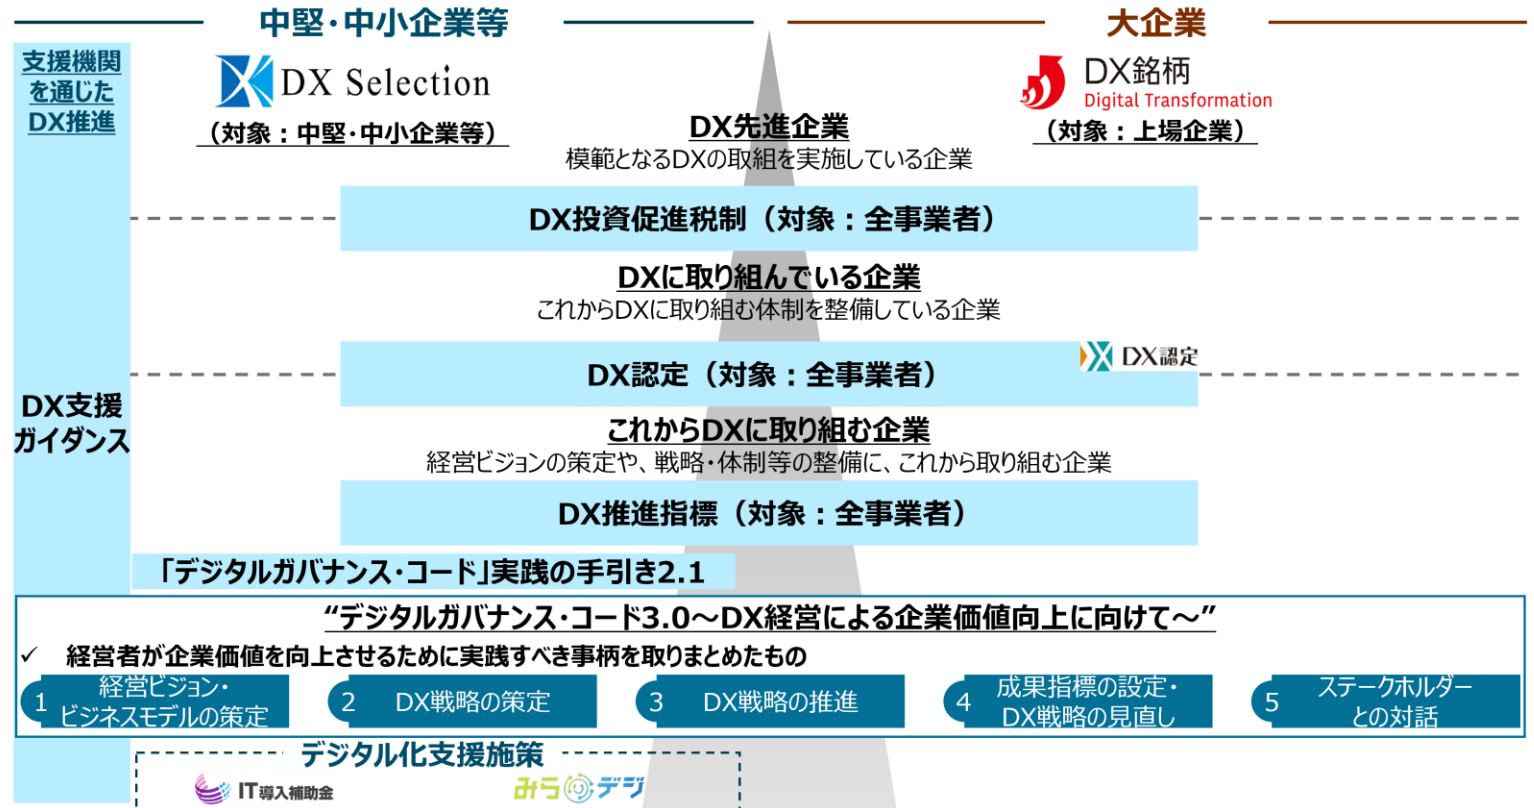 中堅・中小企業等
大企業
支援機関
を通じた
DX推進
DX Selection
（対象：中堅・中小企業等）
DX銘柄
Digital Transformation
（対象：上場企業）
DX先進企業
模範となるDXの取組を実施している企業
DX投資促進税制（対象：全事業者）
DXに取り組んでいる企業
これからDXに取り組む体制を整備している企業
DX認定（対象：全事業者）
DX認定
DX支援
ガイダンス
これからDXに取り組む企業
経営ビジョンの策定や、戦略・体制等の整備に、これから取り組む企業
DX推進指標（対象：全事業者）
「デジタルガバナンス・コード」実践の手引き2.1
“デジタルガバナンス・コード3.0～DX経営による企業価値向上に向けて～”
✓ 経営者が企業価値を向上させるために実践すべき事柄を取りまとめたもの
1 経営ビジョン・
ビジネスモデルの策定
2 DX戦略の策定
3 DX戦略の推進
4 成果指標の設定・
DX戦略の見直し
5 ステークホルダー
との対話
デジタル化支援施策
IT導入補助金
みらデジ